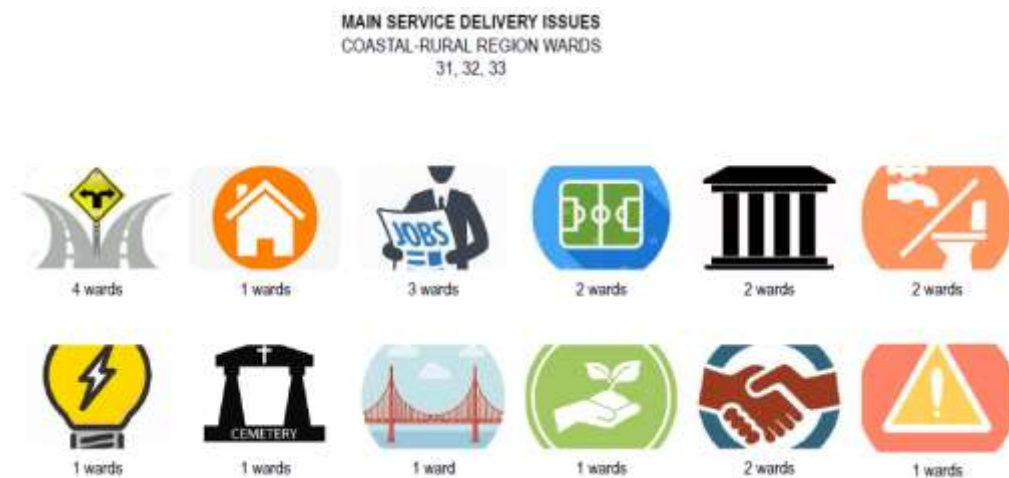 MAIN SERVICE DELIVERY ISSUES
COASTAL-RURAL REGION WARDS
31, 32, 33
JOBS
4 wards
1 wards
3 wards
2 wards
2 wards
2 wards
CEMETERY
1 wards
1 wards
1 ward
1 wards
2 wards
1 wards